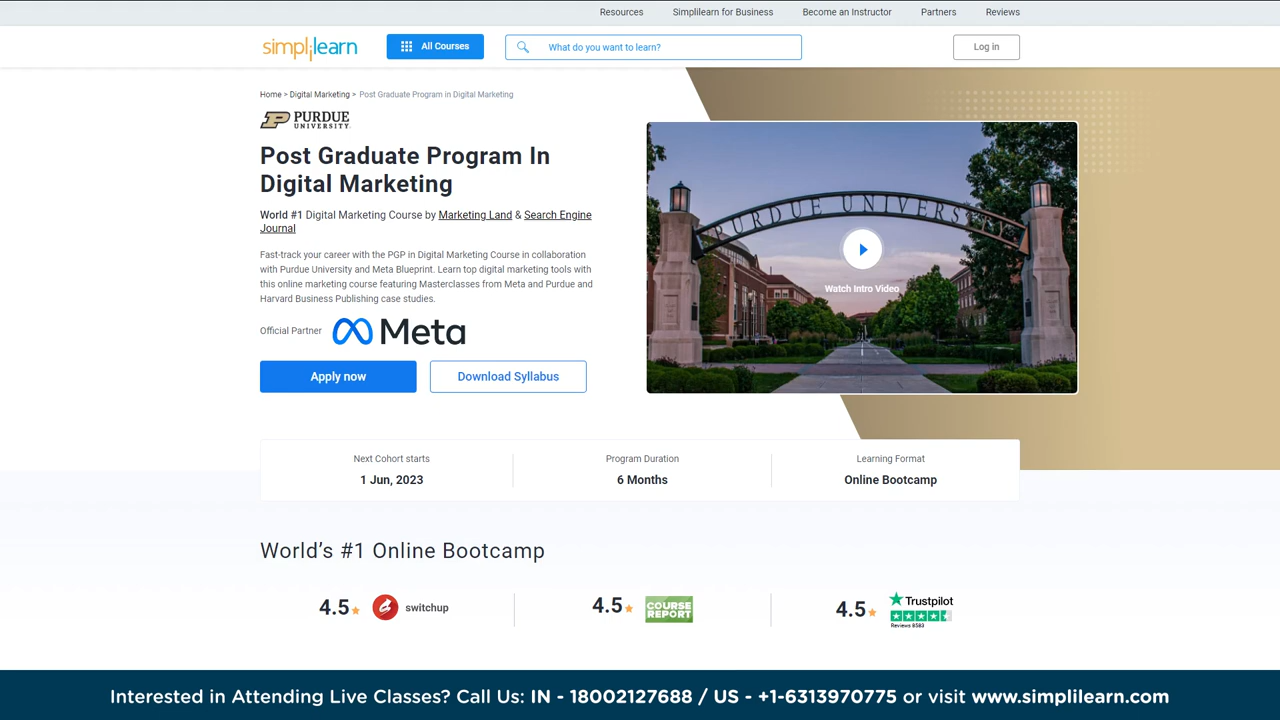 Resources Simplilearn for Business Become an Instructor Partners Reviews
simplilearn All Courses What do you want to learn? Log in
Home > Digital Marketing > Post Graduate Program in Digital Marketing
PURDUE
UNIVERSITY
Post Graduate Program In
Digital Marketing
World #1 Digital Marketing Course by Marketing Land & Search Engine
Journal
Fast-track your career with the PGP in Digital Marketing Course in collaboration
with Purdue University and Meta Blueprint. Learn top digital marketing tools with
this online marketing course featuring Masterclasses from Meta and Purdue and
Harvard Business Publishing case studies.
Official Partner Meta
Apply now Download Syllabus
PURDUE UNIVERSITY
Watch Intro Video
Next Cohort starts Program Duration Learning Format
1 Jun, 2023 6 Months Online Bootcamp
World's #1 Online Bootcamp
4.5 switchup
4.5 COURSE
REPORT
4.5 Trustpilot
Reviews 8583
Interested in Attending Live Classes? Call Us: IN - 18002127688 / US - +1-6313970775 or visit www.simplilearn.com